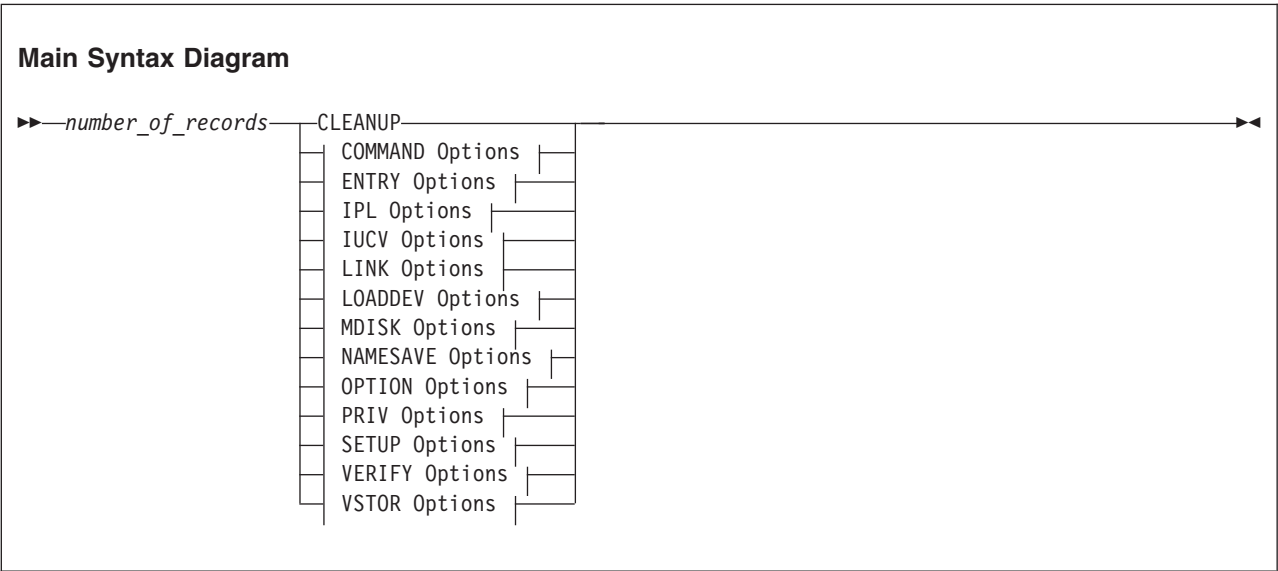 Main Syntax Diagram
number_of_records CLEANUP
COMMAND Options
ENTRY Options
IPL Options
IUCV Options
LINK Options
LOADDEV Options
MDISK Options
NAMESAVE Options
OPTION Options
PRIV Options
SETUP Options
VERIFY Options
VSTOR Options